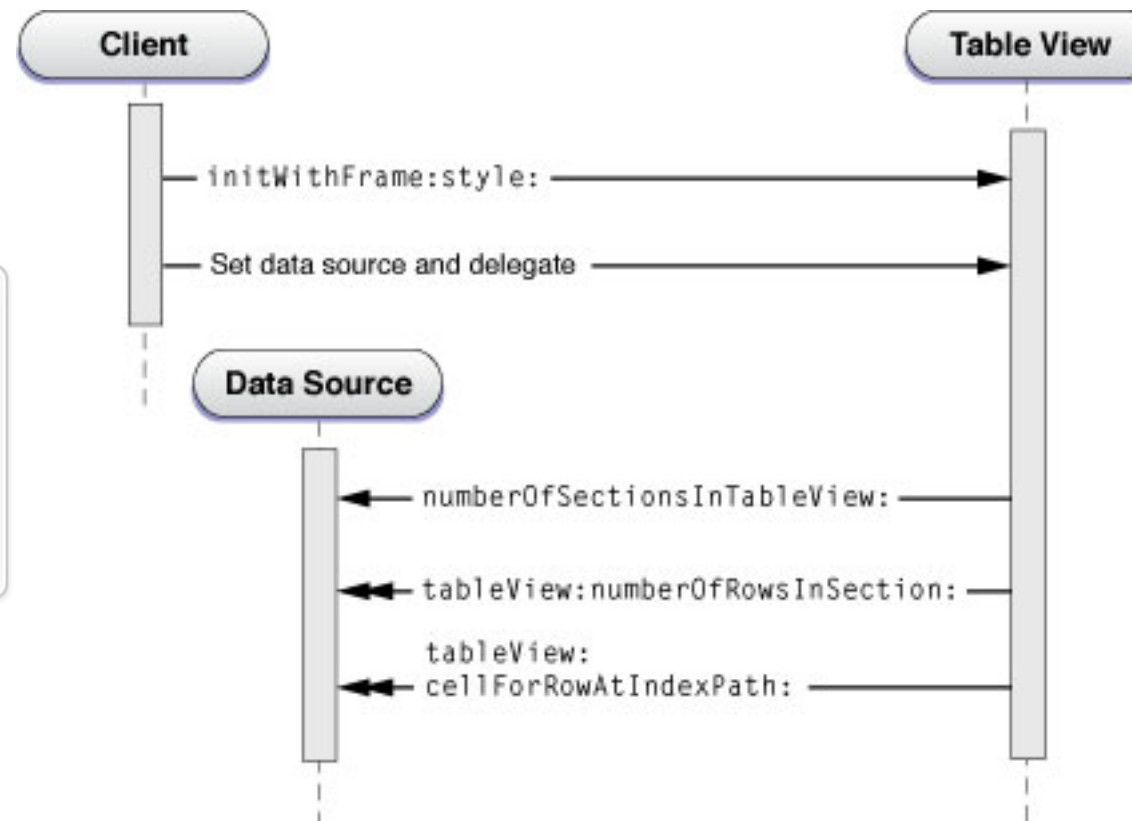 Client
Table View
initWithFrame:style:
Set data source and delegate
Data Source
numberOfSectionsInTableView:
tableView:numberOfRowsInSection:
tableView:
cellForRowAtIndexPath: